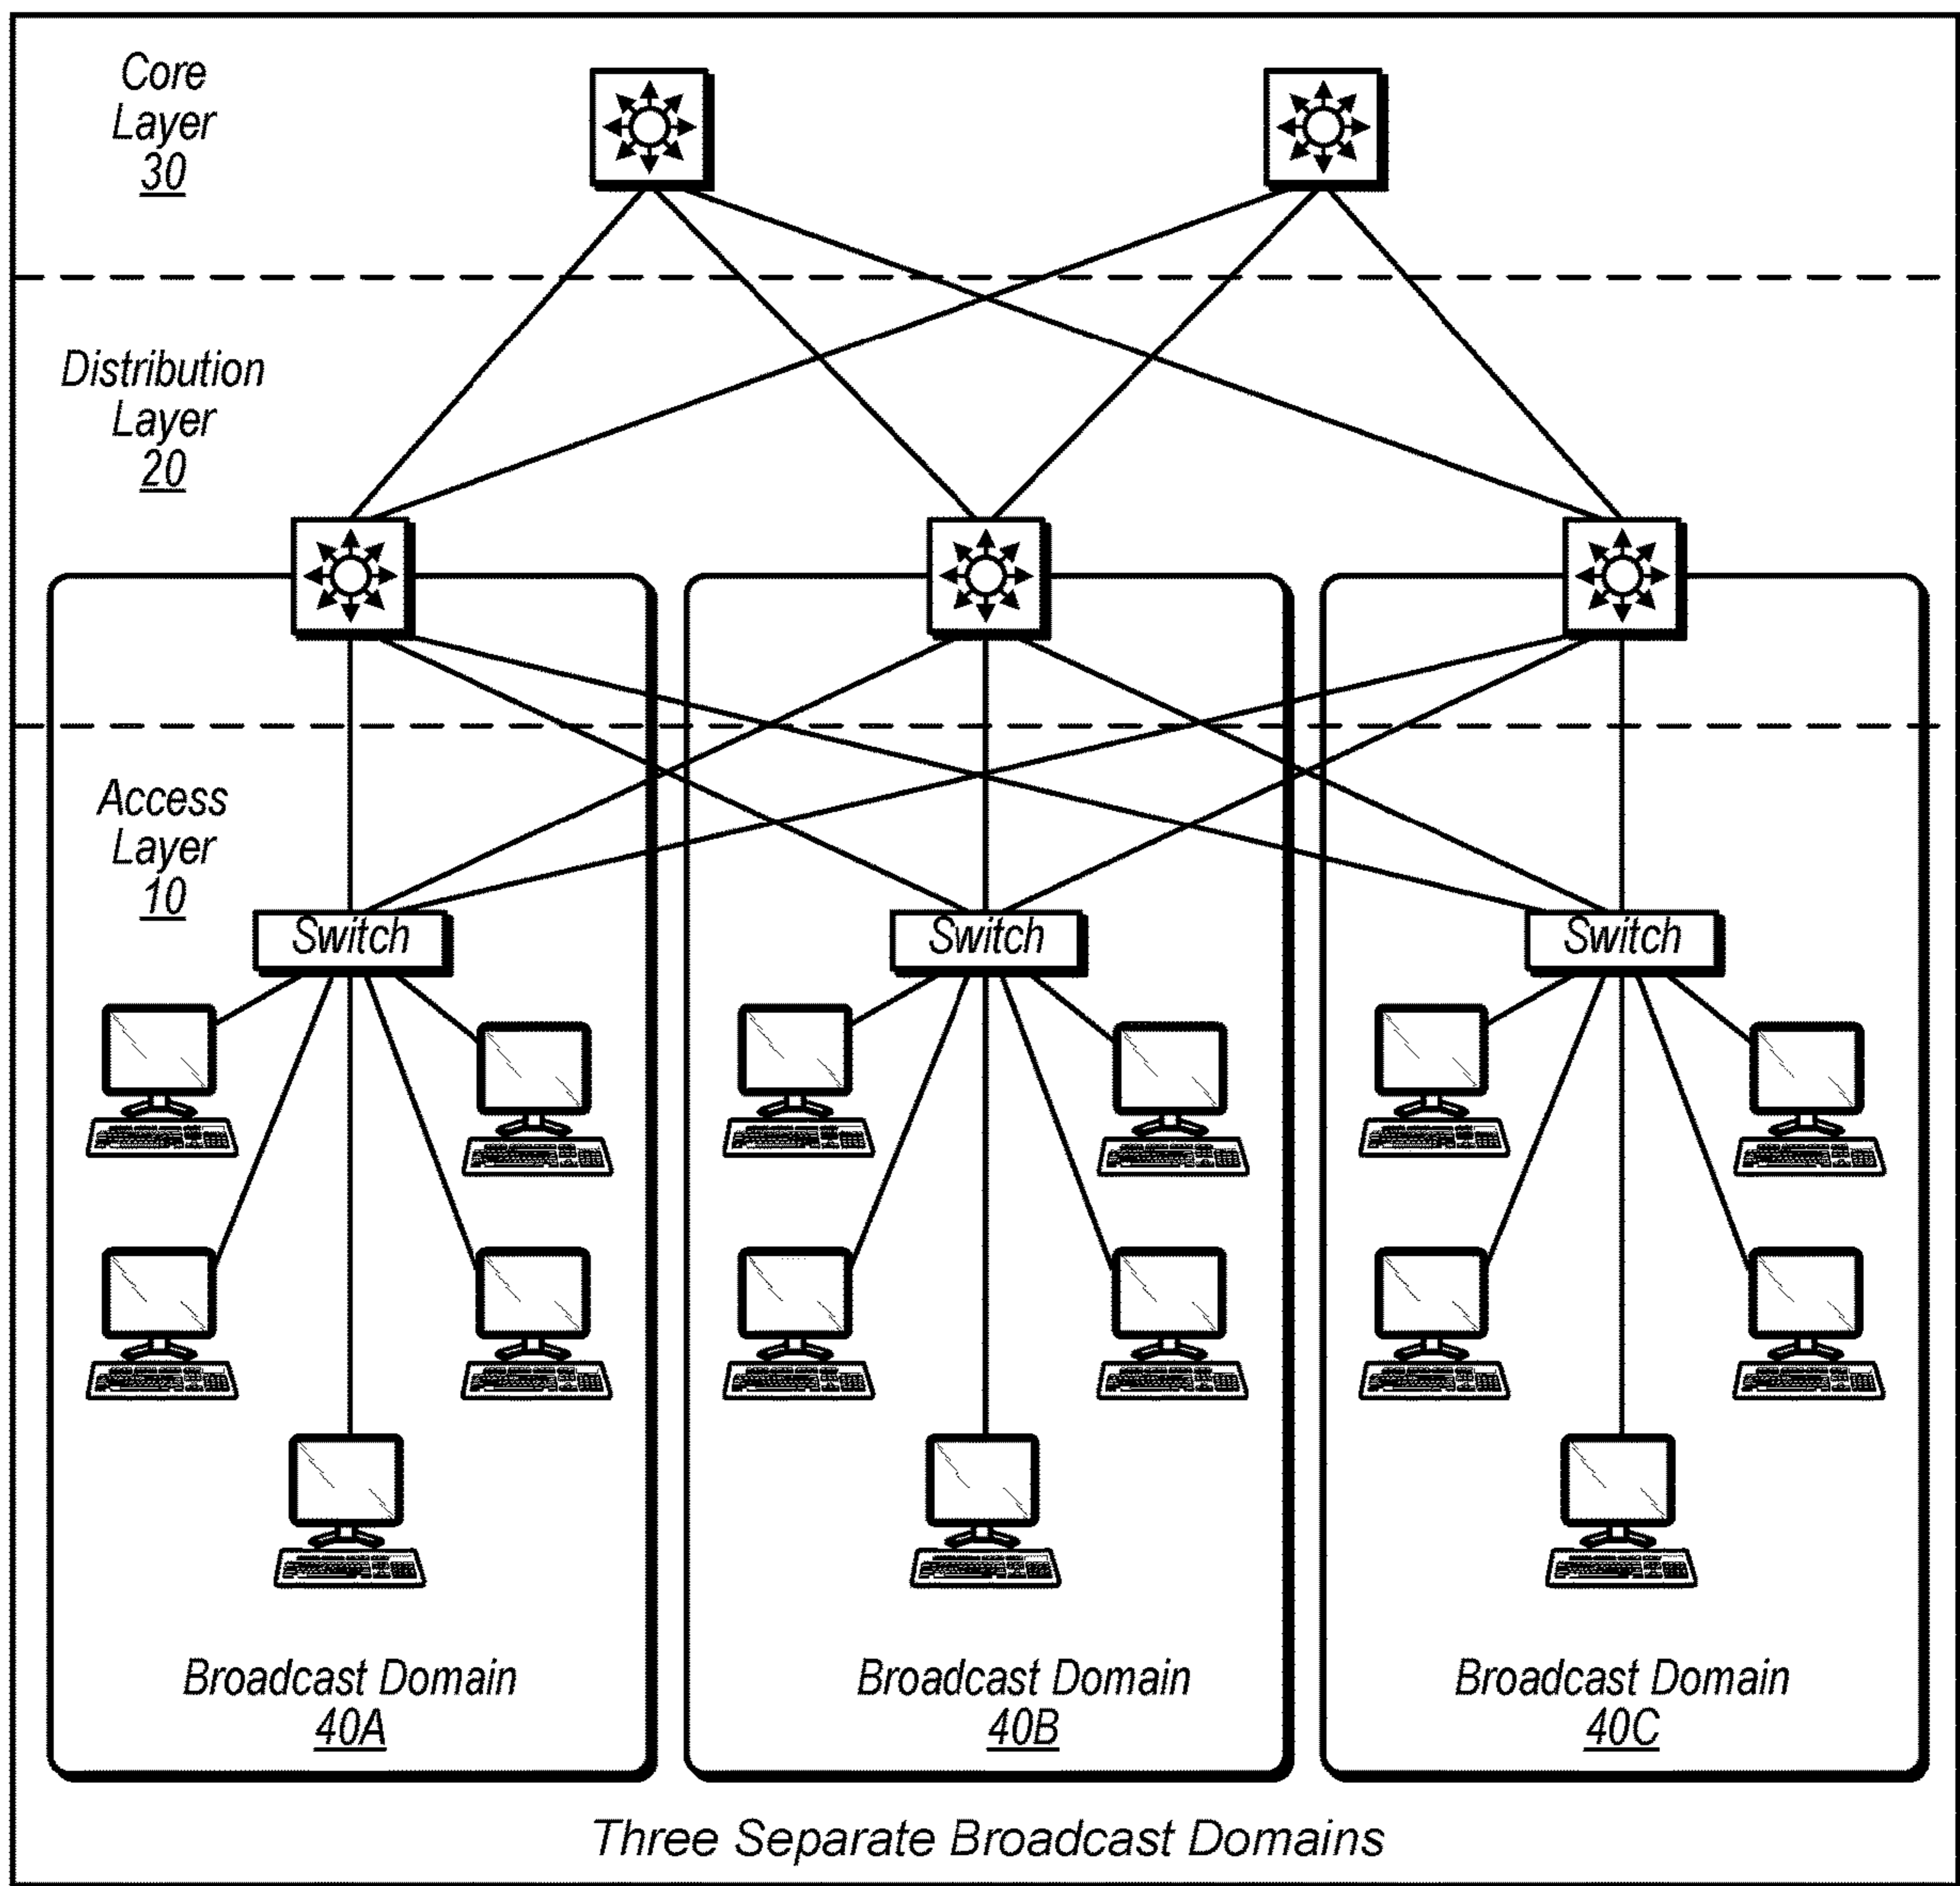 Core
Layer
30
Distribution
Layer
20
Access
Layer
10
Switch
Switch
Switch
Broadcast Domain
40A
Broadcast Domain
40B
Broadcast Domain
40C
Three Separate Broadcast Domains